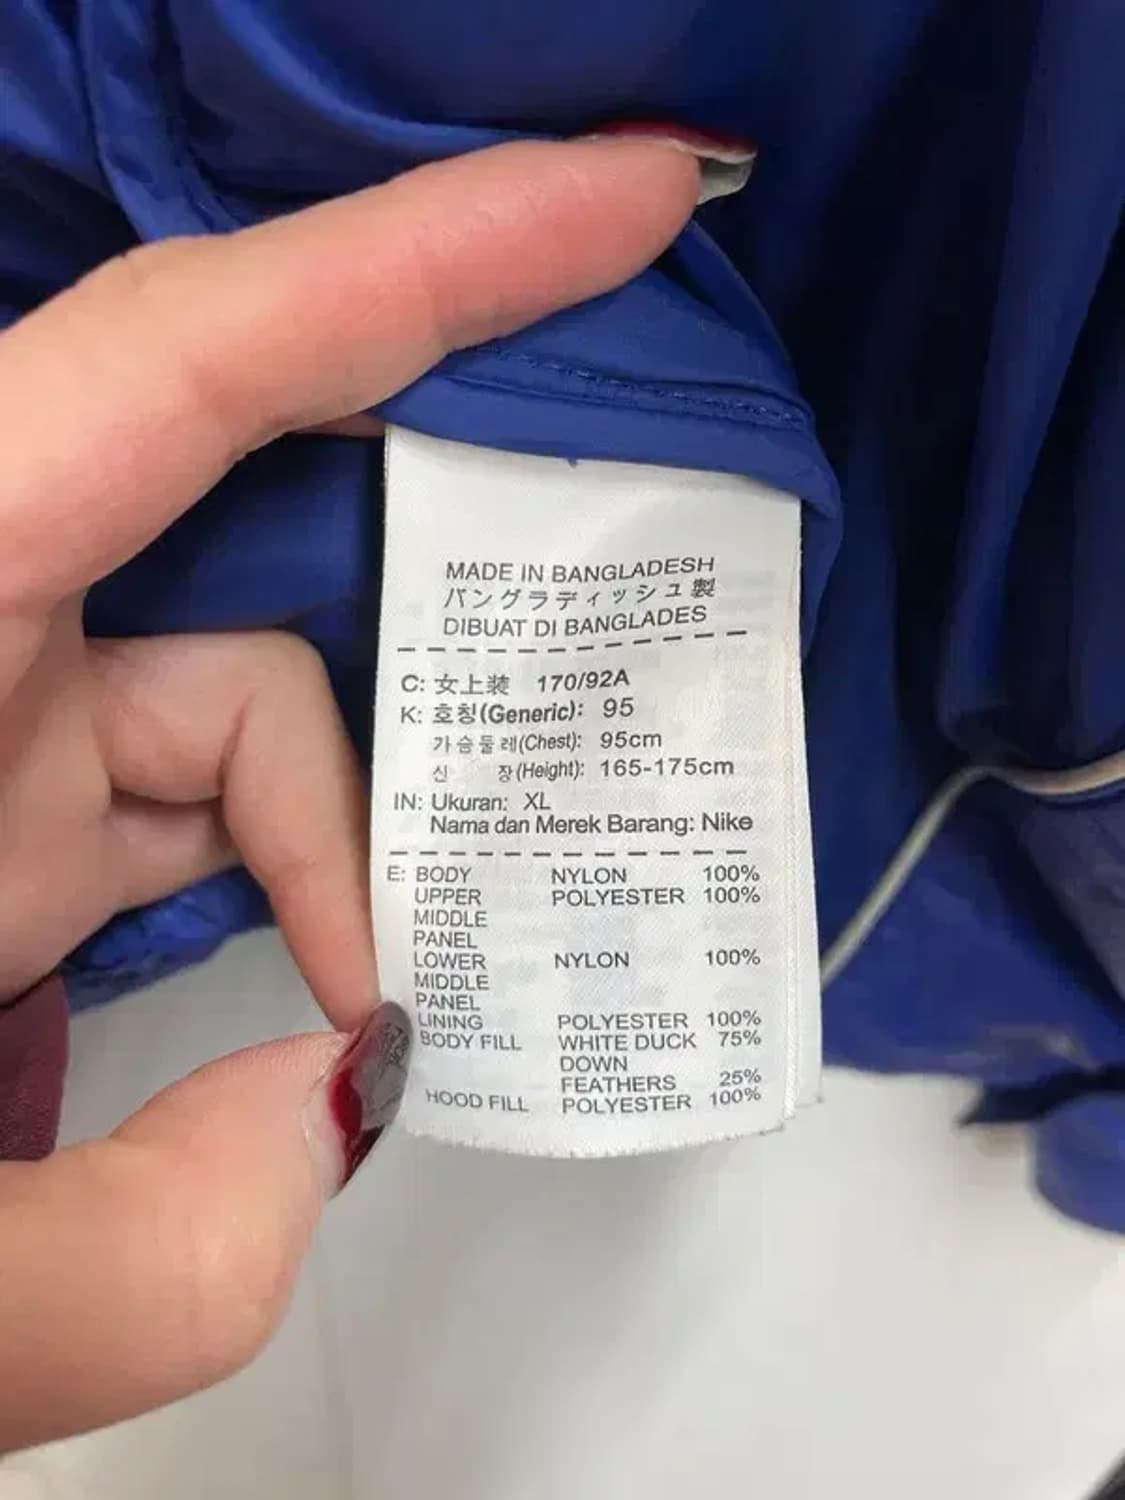 MADE IN BANGLADESH
バングラディッシュ製
DIBUAT DI BANGLADES
C: 女上装 170/92A
K: 호칭(Generic): 95
가슴둘레(Chest): 95cm
신 장(Height): 165-175cm
IN: Ukuran: XL
Nama dan Merek Barang: Nike
E: BODY NYLON 100%
UPPER POLYESTER 100%
MIDDLE
PANEL
LOWER NYLON 100%
MIDDLE
PANEL
LINING POLYESTER 100%
BODY FILL WHITE DUCK 75%
DOWN
FEATHERS 25%
HOOD FILL POLYESTER 100%